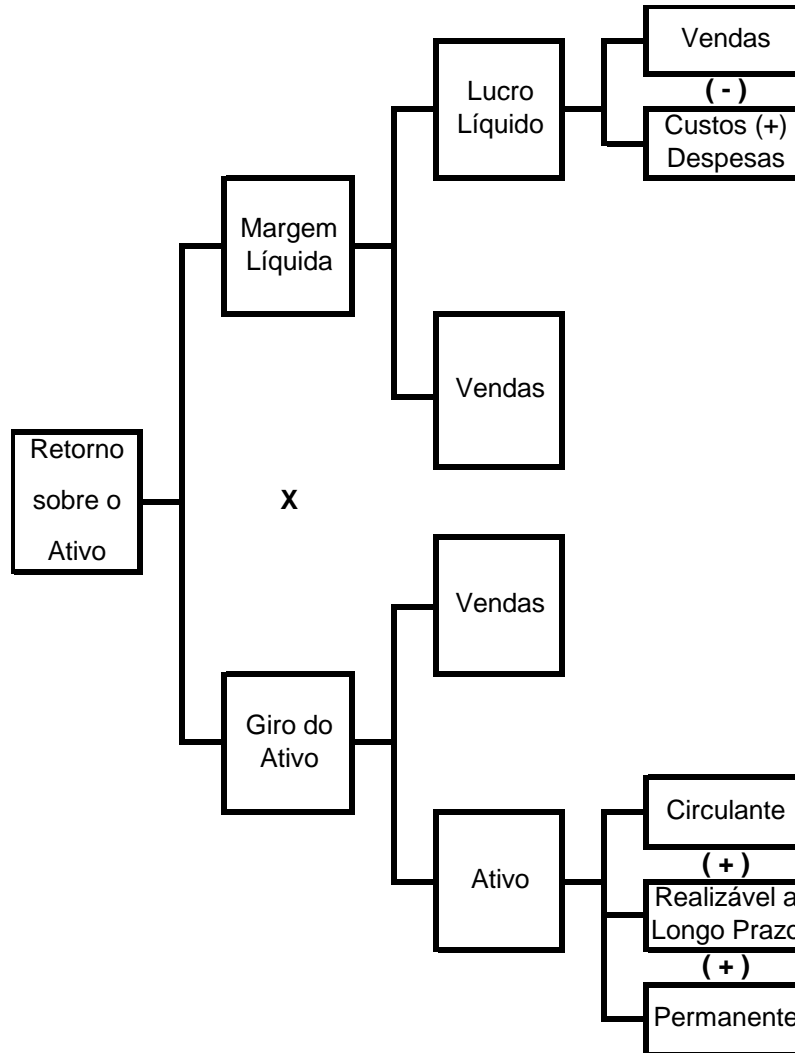 Vendas
( - )
Custos (+)
Despesas
Lucro
Líquido
Margem
Líquida
Vendas
Retorno
sobre o
Ativo
X
Vendas
Giro do
Ativo
Ativo
Circulante
( + )
Realizável a
Longo Prazo
( + )
Permanente